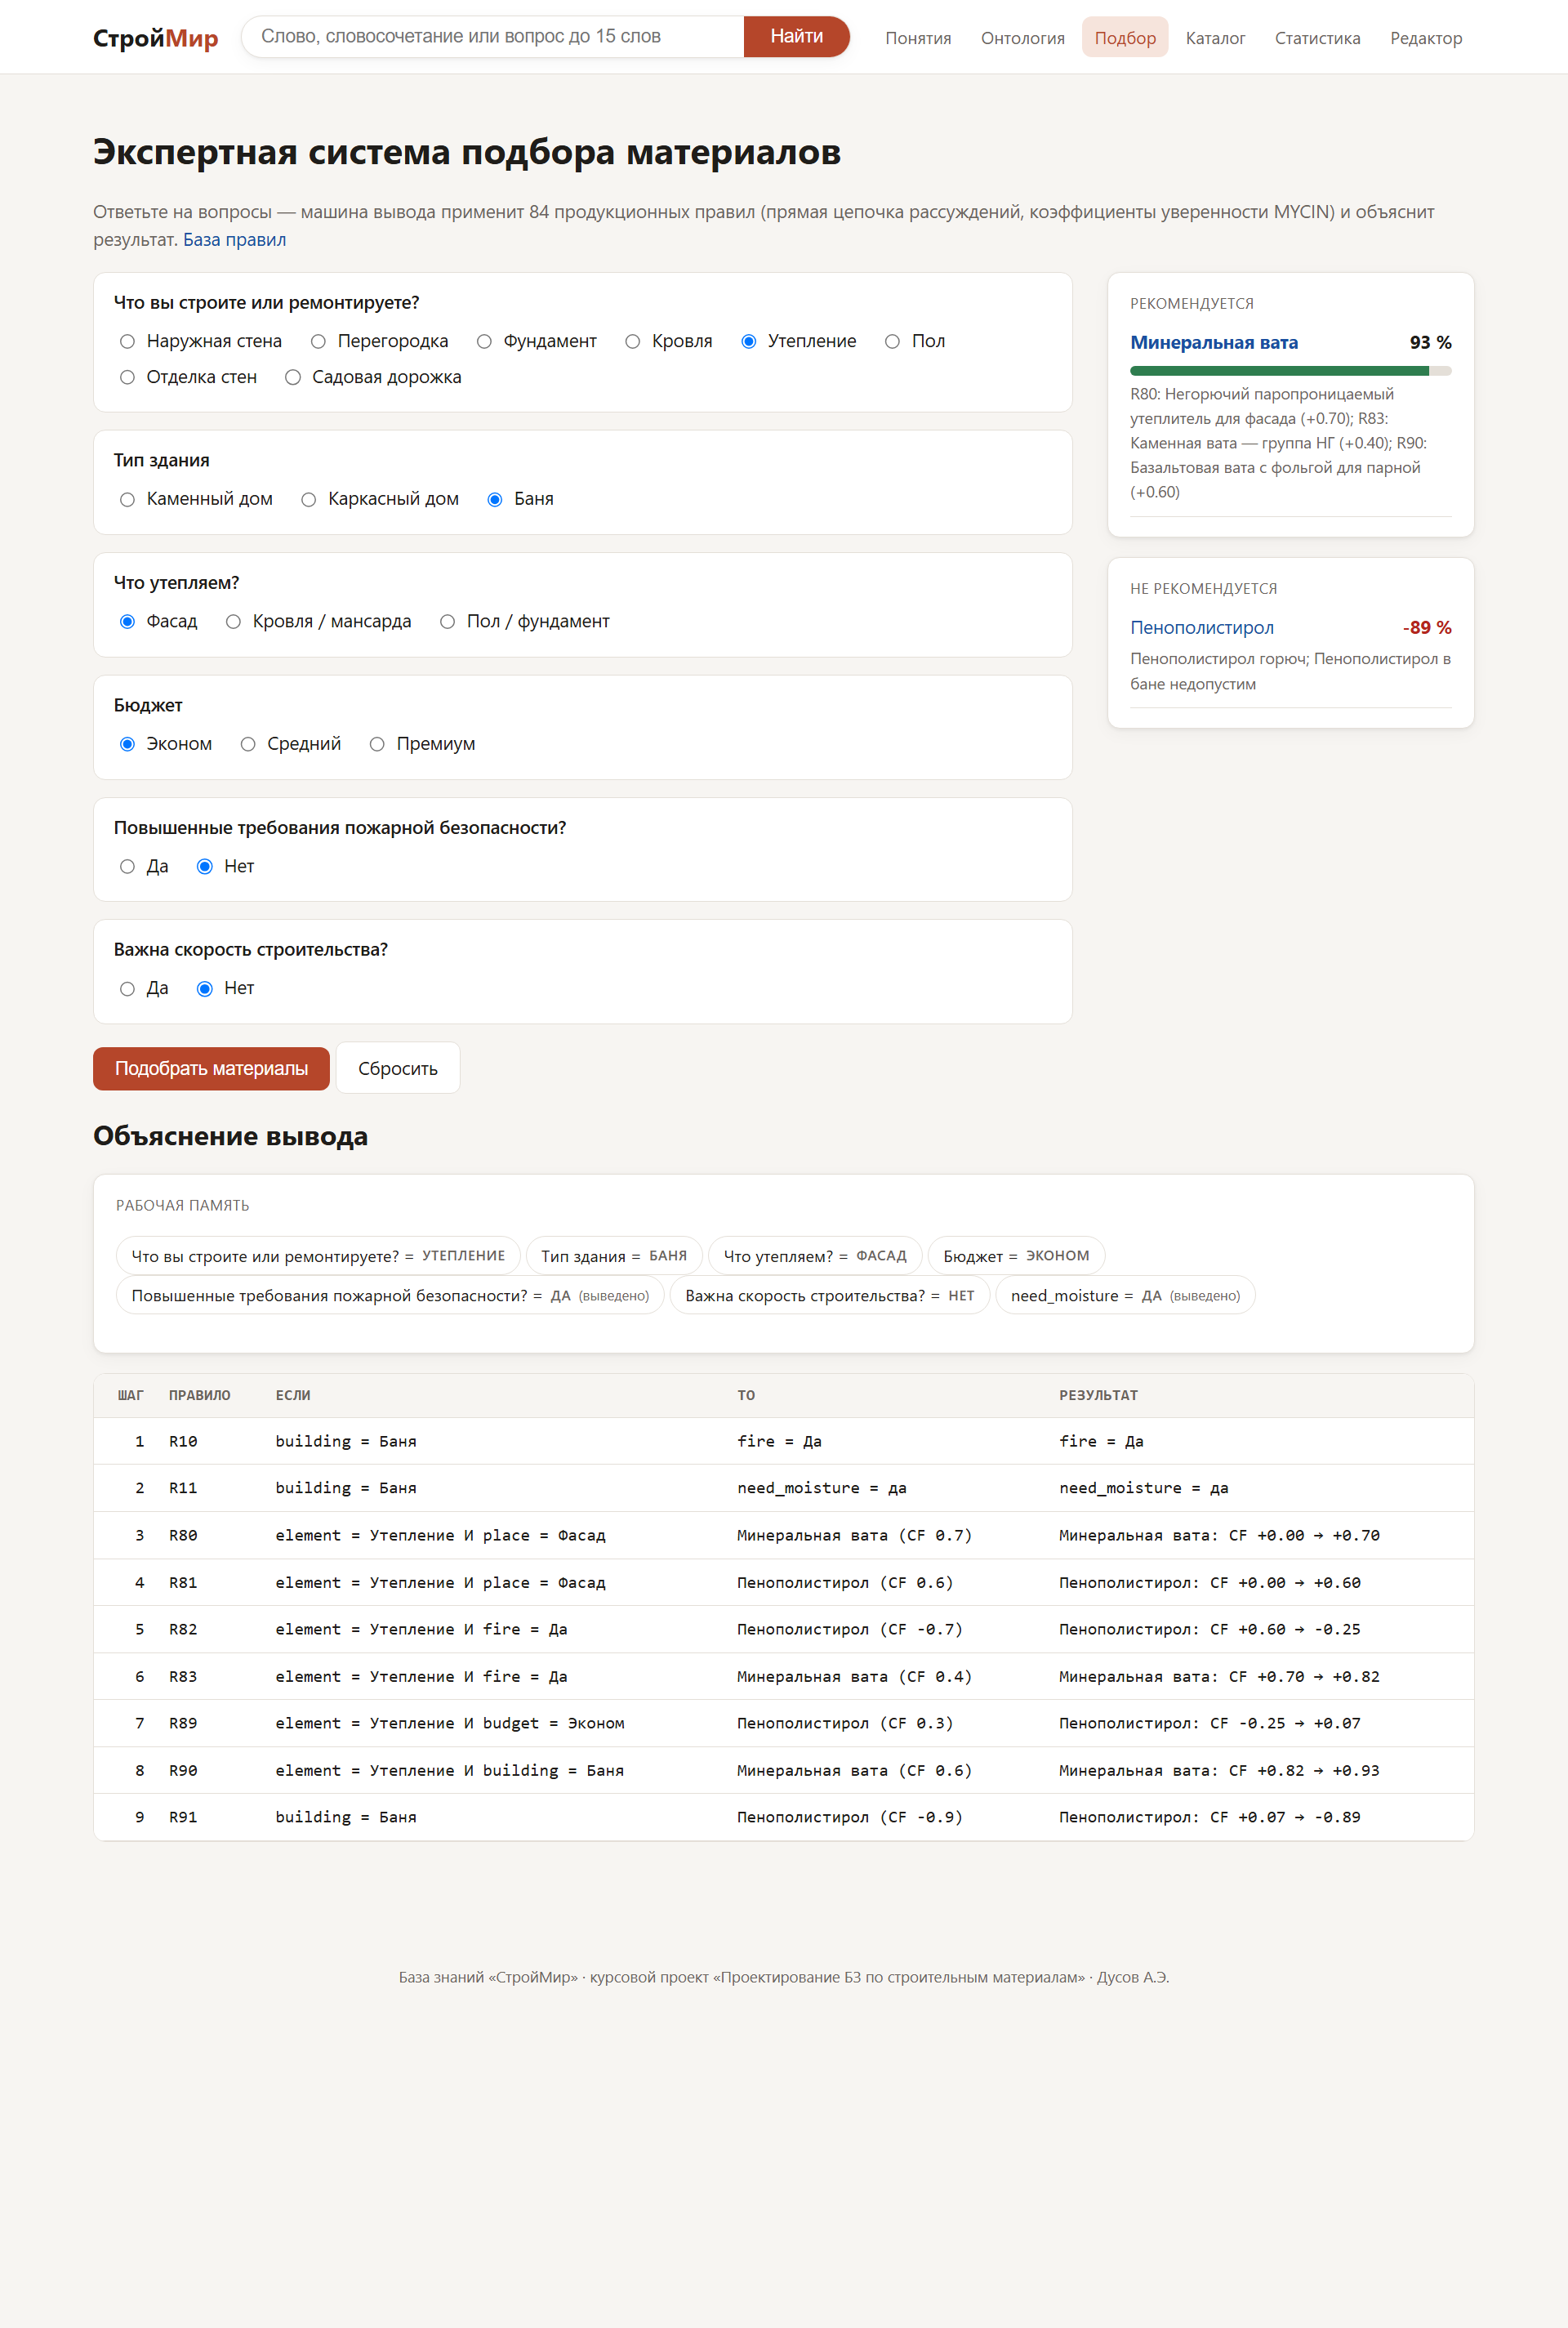 СтройМир
Слово, словосочетание или вопрос до 15 слов
Найти
Понятия
Онтология
Подбор
Каталог
Статистика
Редактор
Экспертная система подбора материалов
Ответьте на вопросы — машина вывода применит 84 продукционных правил (прямая цепочка рассуждений, коэффициенты уверенности MYCIN) и объяснит
результат. База правил
Что вы строите или ремонтируете?
Наружная стена Перегородка Фундамент Кровля Утепление Пол
Отделка стен Садовая дорожка
Тип здания
Каменный дом Каркасный дом Баня
Что утепляем?
Фасад Кровля / мансарда Пол / фундамент
Бюджет
Эконом Средний Премиум
Повышенные требования пожарной безопасности?
Да Нет
Важна скорость строительства?
Да Нет
Подобрать материалы Сбросить
РЕКОМЕНДУЕТСЯ
Минеральная вата 93 %
R80: Негорючий паропроницаемый
утеплитель для фасада (+0.70); R83:
Каменная вата — группа НГ (+0.40); R90:
Базальтовая вата с фольгой для парной
(+0.60)
НЕ РЕКОМЕНДУЕТСЯ
Пенополистирол -89 %
Пенополистирол горюч; Пенополистирол в
бане недопустим
Объяснение вывода
РАБОЧАЯ ПАМЯТЬ
Что вы строите или ремонтируете? = УТЕПЛЕНИЕ Тип здания = БАНЯ Что утепляем? = ФАСАД Бюджет = ЭКОНОМ
Повышенные требования пожарной безопасности? = ДА (выведено) Важна скорость строительства? = НЕТ need_moisture = ДА (выведено)
ШАГ ПРАВИЛО ЕСЛИ ТО РЕЗУЛЬТАТ
1 R10 building = Баня fire = Да fire = Да
2 R11 building = Баня need_moisture = да need_moisture = да
3 R80 element = Утепление И place = Фасад Минеральная вата (CF 0.7) Минеральная вата: CF +0.00 → +0.70
4 R81 element = Утепление И place = Фасад Пенополистирол (CF 0.6) Пенополистирол: CF +0.00 → +0.60
5 R82 element = Утепление И fire = Да Пенополистирол (CF -0.7) Пенополистирол: CF +0.60 → -0.25
6 R83 element = Утепление И fire = Да Минеральная вата (CF 0.4) Минеральная вата: CF +0.70 → +0.82
7 R89 element = Утепление И budget = Эконом Пенополистирол (CF 0.3) Пенополистирол: CF -0.25 → +0.07
8 R90 element = Утепление И building = Баня Минеральная вата (CF 0.6) Минеральная вата: CF +0.82 → +0.93
9 R91 building = Баня Пенополистирол (CF -0.9) Пенополистирол: CF +0.07 → -0.89
База знаний «СтройМир» · курсовой проект «Проектирование БЗ по строительным материалам» · Дусов А.Э.